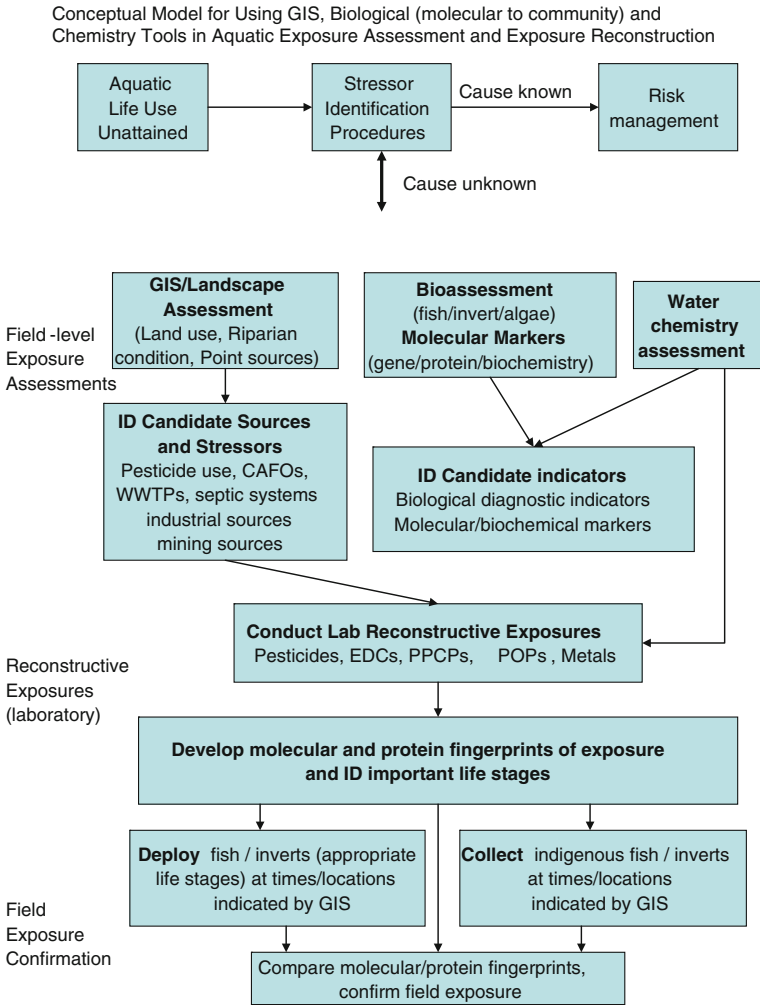 Conceptual Model for Using GIS, Biological (molecular to community) and
Chemistry Tools in Aquatic Exposure Assessment and Exposure Reconstruction
Aquatic
Life Use
Unattained
Stressor
Identification
Procedures
Cause known
Risk
management
Cause unknown
Field -level
Exposure
Assessments
GIS/Landscape
Assessment
(Land use, Riparian
condition, Point sources)
Bioassessment
(fish/invert/algae)
Molecular Markers
(gene/protein/biochemistry)
Water
chemistry
assessment
ID Candidate Sources
and Stressors
Pesticide use, CAFOs,
WWTPs, septic systems
industrial sources
mining sources
ID Candidate indicators
Biological diagnostic indicators
Molecular/biochemical markers
Reconstructive
Exposures
(laboratory)
Conduct Lab Reconstructive Exposures
Pesticides, EDCs, PPCPs, POPs , Metals
Develop molecular and protein fingerprints of exposure
and ID important life stages
Field
Exposure
Confirmation
Deploy fish / inverts (appropriate
life stages) at times/locations
indicated by GIS
Collect indigenous fish / inverts
at times/locations
indicated by GIS
Compare molecular/protein fingerprints,
confirm field exposure